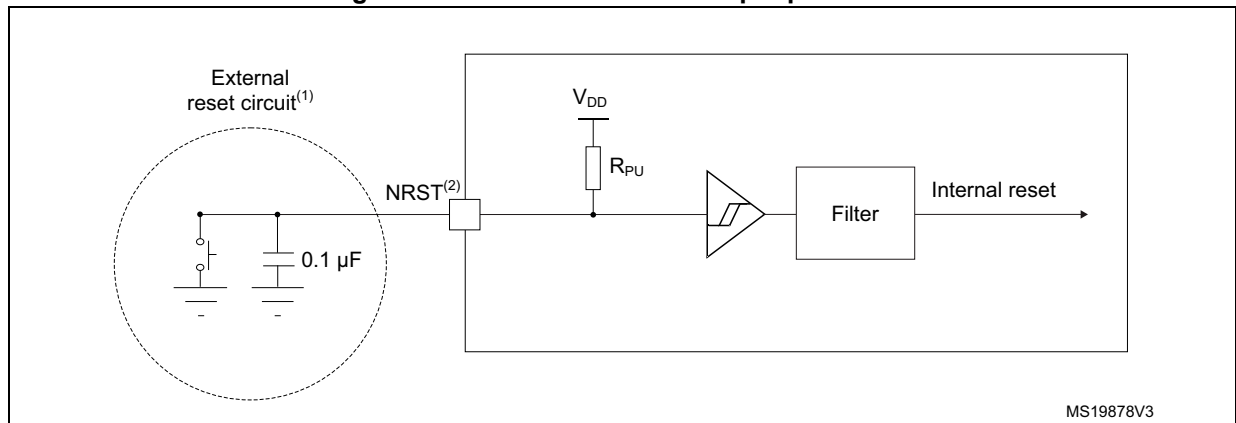 External
reset circuit(1)
VDD
RPU
NRST(2)
Filter
Internal reset
0.1 µF
MS19878V3